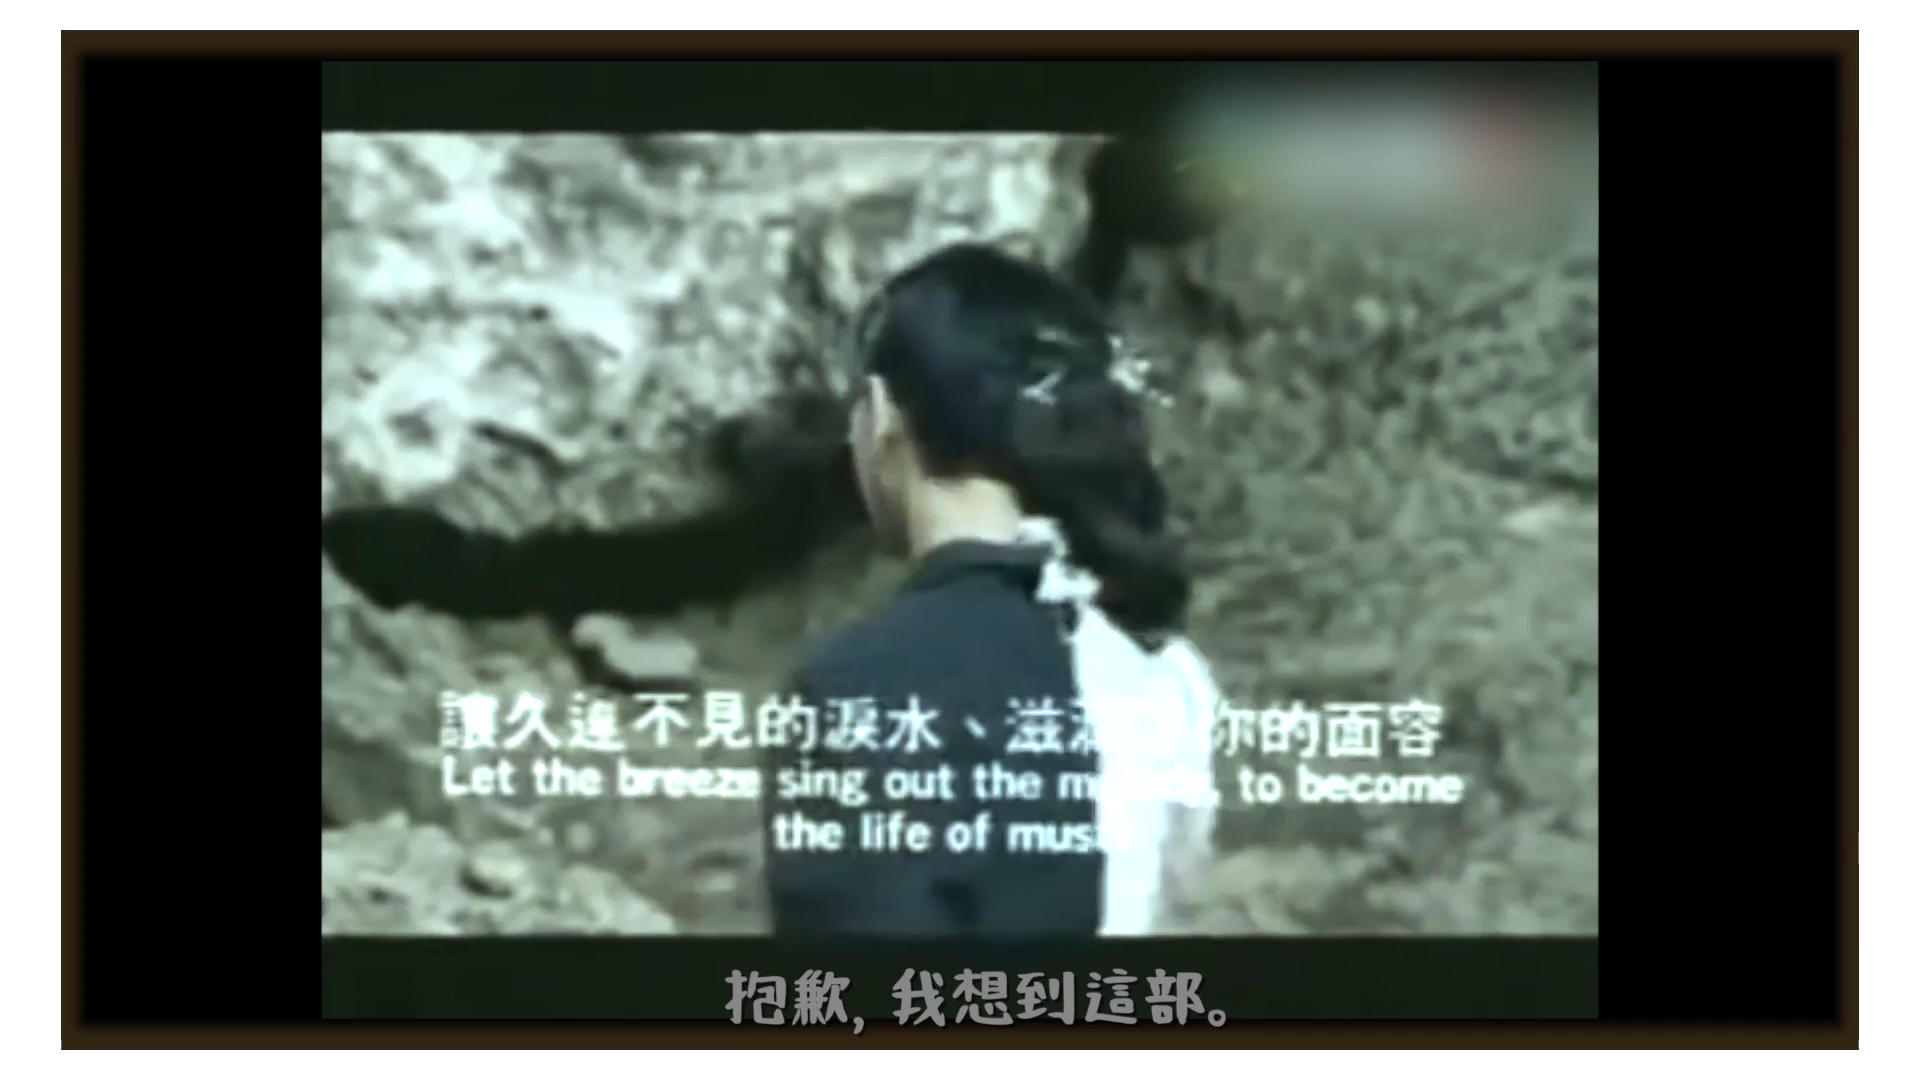 讓久違不見的淚水、滋 你的面容
Let the breeze sing out the, to become
the life of
抱歉, 我想到這部。